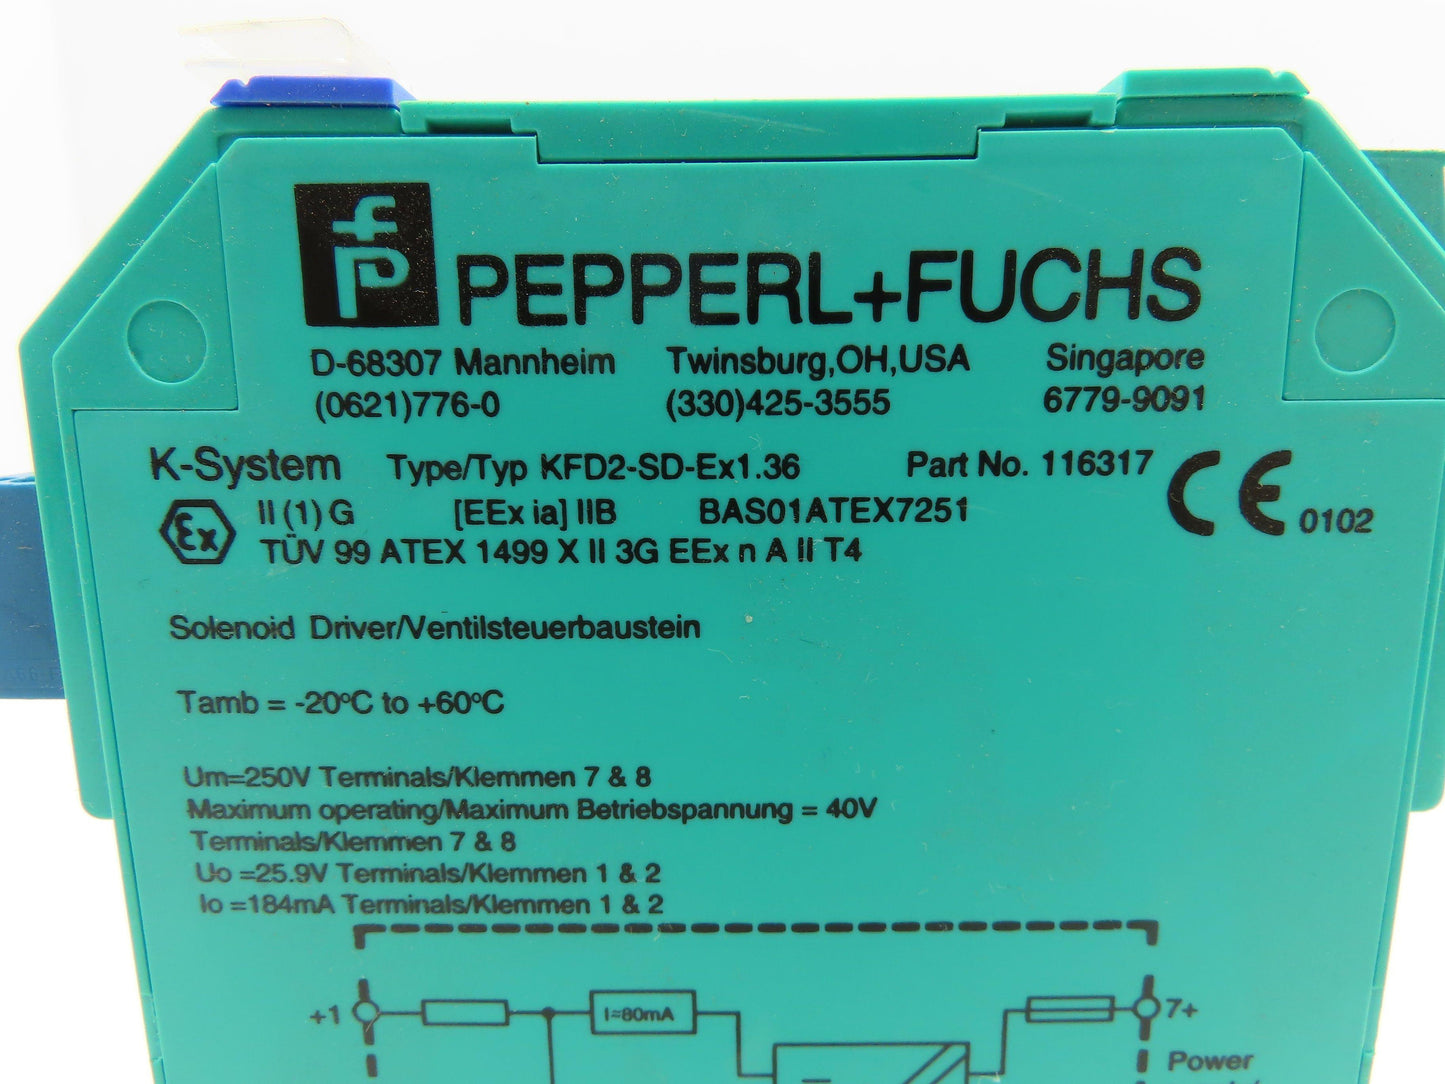 fp PEPPERL+FUCHS
D-68307 Mannheim Twinsburg,OH,USA Singapore
(0621)776-0 (330)425-3555 6779-9091
K-System Type/Typ KFD2-SD-Ex1.36 Part No. 116317 CE 0102
Ex II (1) G [EEx ia] IIB BAS01ATEX7251
TÜV 99 ATEX 1499 X II 3G EEx n A II T4
Solenoid Driver/Ventilsteuerbaustein
Tamb = -20°C to +60°C
Um=250V Terminals/Klemmen 7 & 8
Maximum operating/Maximum Betriebspannung = 40V
Terminals/Klemmen 7 & 8
Uo =25.9V Terminals/Klemmen 1 & 2
Io =184mA Terminals/Klemmen 1 & 2
+1 I≈80mA 7+
Power